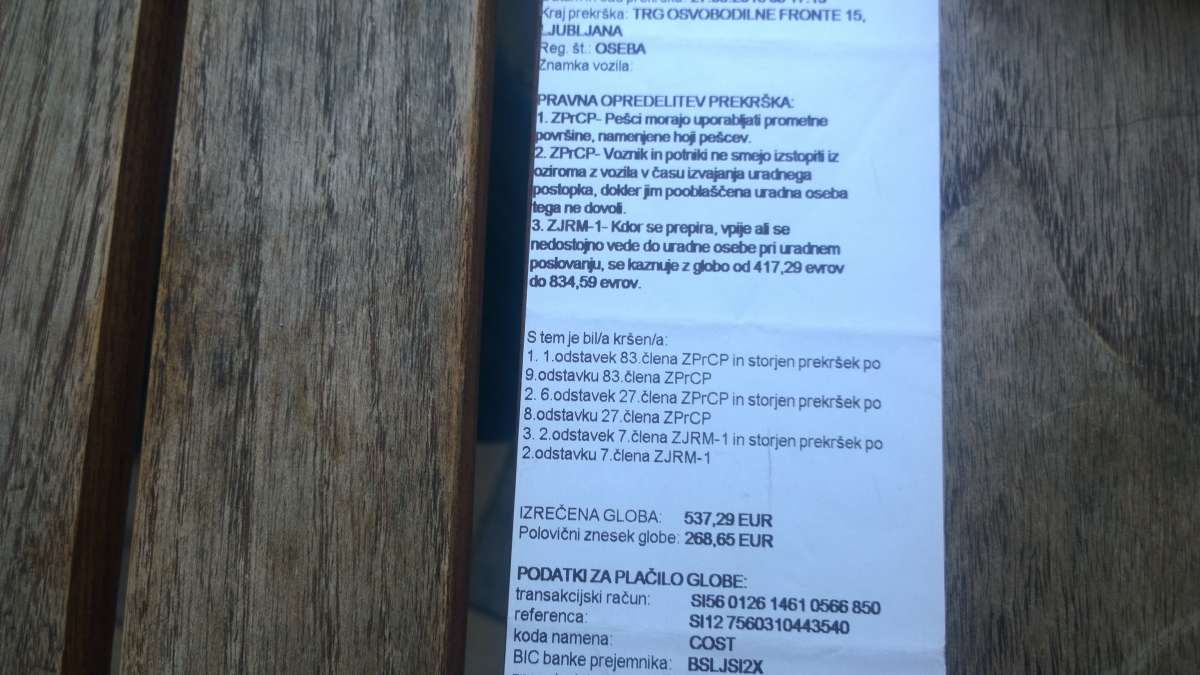 Kraj prekrška: TRG OSVOBODILNE FRONTE 15,
LJUBLJANA
Reg. št.: OSEBA
Znamka vozila:
PRAVNA OPREDELITEV PREKRŠKA:
1. ZPrCP- Pešci morajo uporabljati prometne
površine, namenjene hoji pešcev.
2. ZPrCP- Voznik in potniki ne smejo izstopiti iz
oziroma z vozila v času izvajanja uradnega
postopka, dokler jim pooblaščena uradna oseba
tega ne dovoli.
3. ZJRM-1- Kdor se prepira, vpije ali se
nedostojno vede do uradne osebe pri uradnem
poslovanju, se kaznuje z globo od 417,29 evrov
do 834,59 evrov.
S tem je bil/a kršen/a:
1. 1.odstavek 83.člena ZPrCP in storjen prekršek po
9.odstavku 83.člena ZPrCP
2. 6.odstavek 27.člena ZPrCP in storjen prekršek po
8.odstavku 27.člena ZPrCP
3. 2.odstavek 7.člena ZJRM-1 in storjen prekršek po
2.odstavku 7.člena ZJRM-1
IZREČENA GLOBA: 537,29 EUR
Polovični znesek globe: 268,65 EUR
PODATKI ZA PLAČILO GLOBE:
transakcijski račun: SI56 0126 1461 0566 850
referenca: SI12 7560310443540
koda namena: COST
BIC banke prejemnika: BSLJSI2X